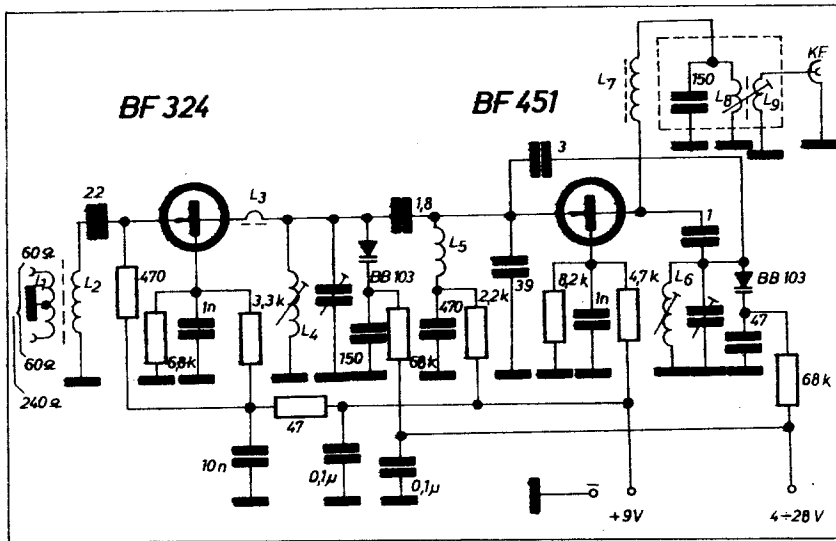 BF 324
BF 451
L7
150
L8
L9
KF
3
22
L3
1,8
1
60Ω
L1
L2
470
6,8k
1n
3,3k
L4
BB 103
150
68k
L5
470
2,2k
39
8,2k
1n
4,7k
L6
BB 103
47
68k
60Ω
240Ω
47
10n
0,1μ
0,1μ
+9V
4÷28 V